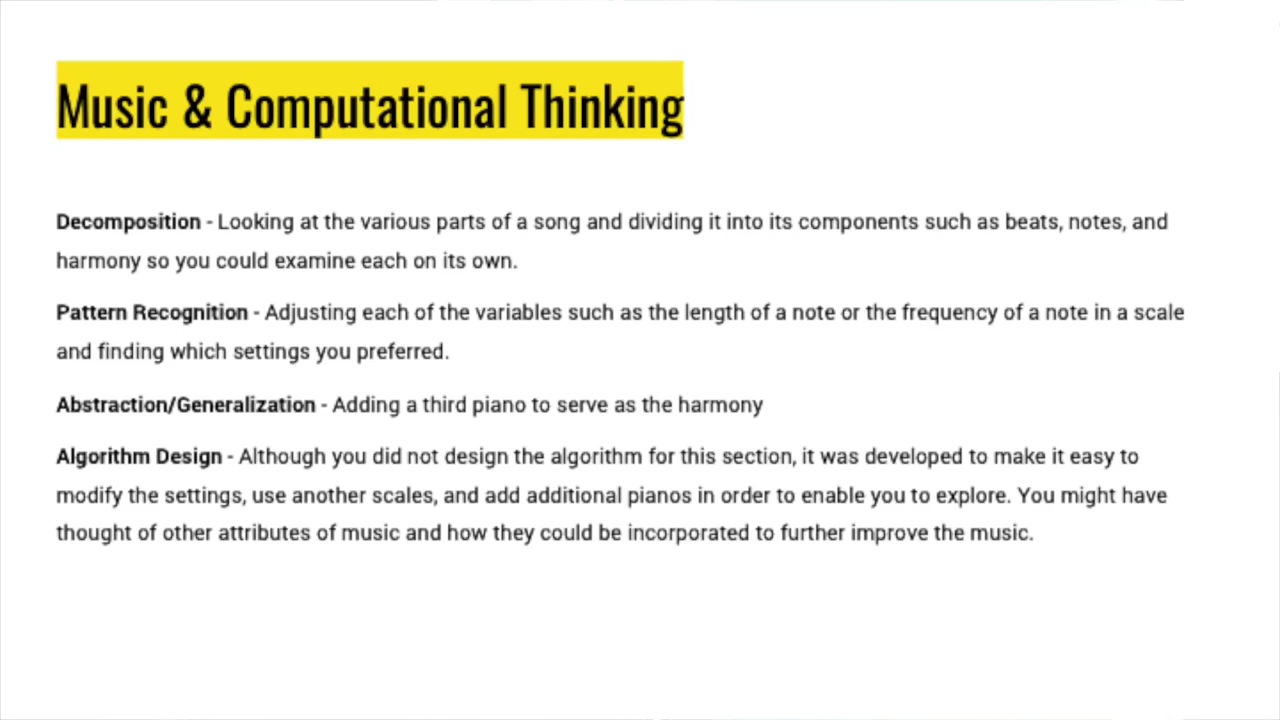 Music & Computational Thinking
Decomposition - Looking at the various parts of a song and dividing it into its components such as beats, notes, and
harmony so you could examine each on its own.
Pattern Recognition - Adjusting each of the variables such as the length of a note or the frequency of a note in a scale
and finding which settings you preferred.
Abstraction/Generalization - Adding a third piano to serve as the harmony
Algorithm Design - Although you did not design the algorithm for this section, it was developed to make it easy to
modify the settings, use another scales, and add additional pianos in order to enable you to explore. You might have
thought of other attributes of music and how they could be incorporated to further improve the music.